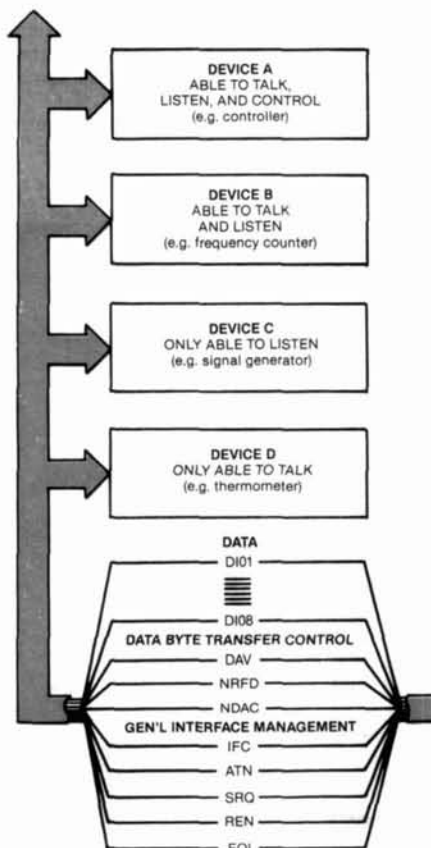 DEVICE A
ABLE TO TALK,
LISTEN, AND CONTROL
(e.g. controller)
DEVICE B
ABLE TO TALK
AND LISTEN
(e.g. frequency counter)
DEVICE C
ONLY ABLE TO LISTEN
(e.g. signal generator)
DEVICE D
ONLY ABLE TO TALK
(e.g. thermometer)
DATA
DI01
DI08
DATA BYTE TRANSFER CONTROL
DAV
NRFD
NDAC
GEN'L INTERFACE MANAGEMENT
IFC
ATN
SRQ
REN
EOI